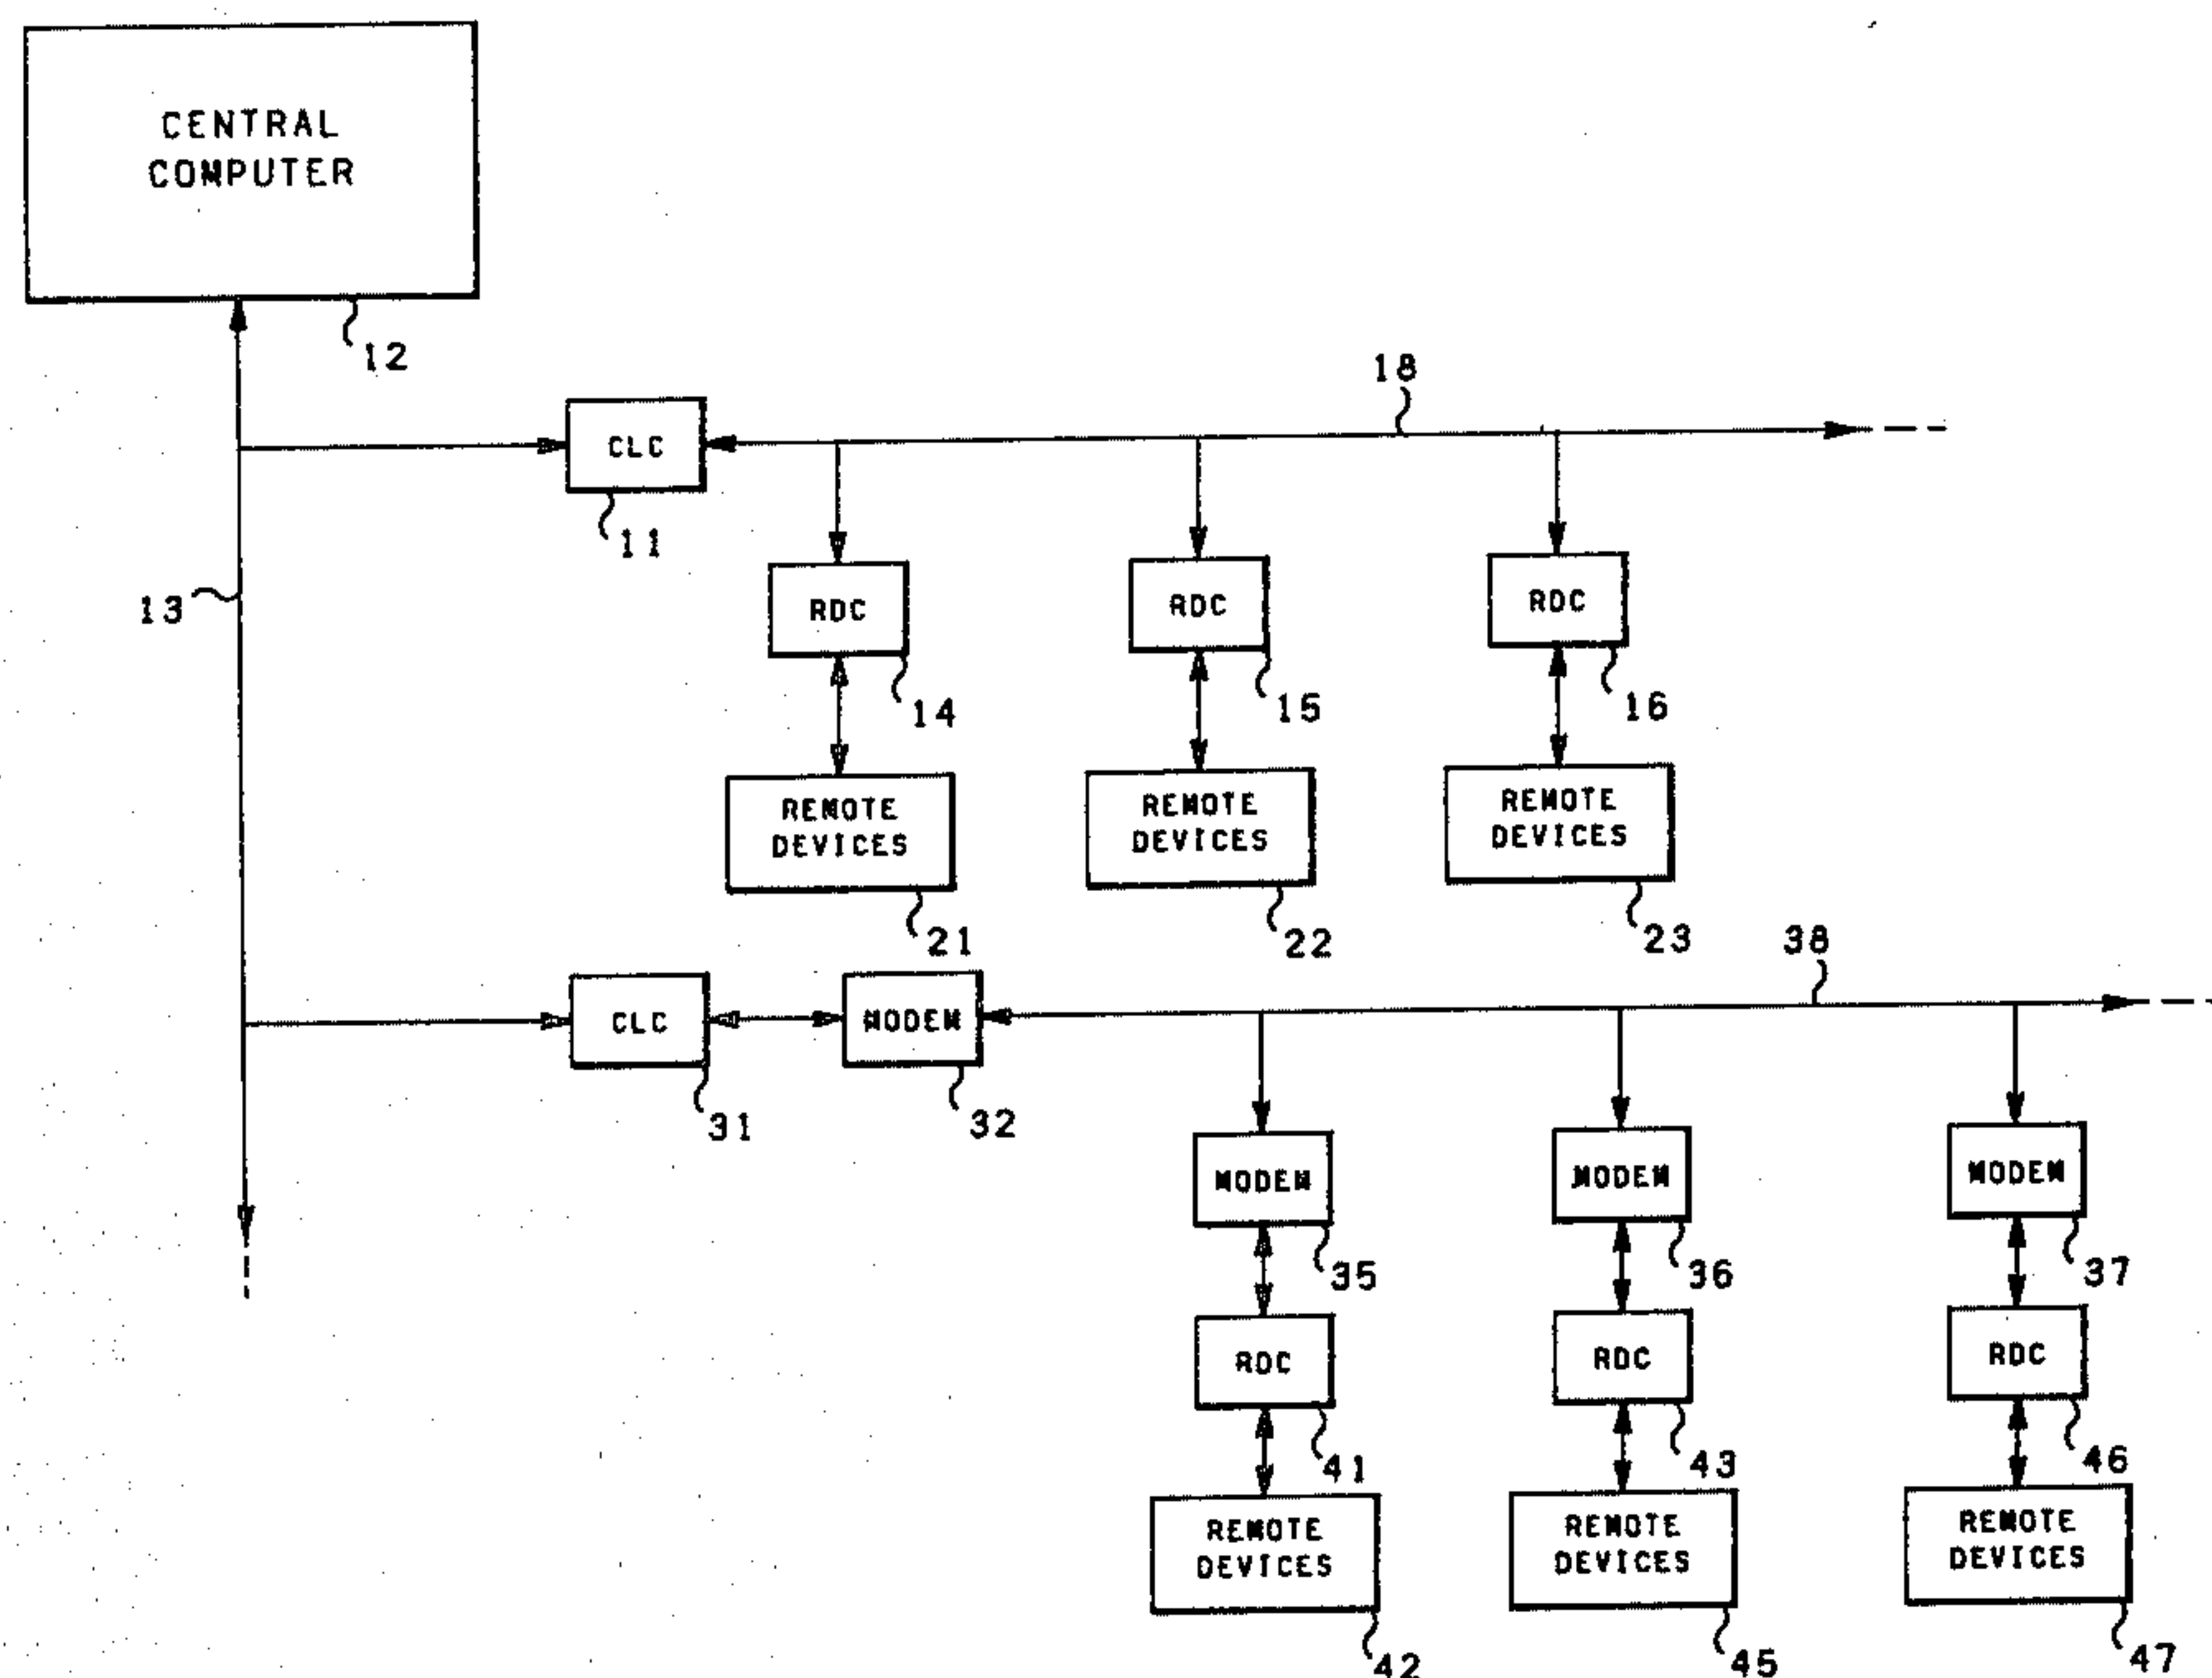 CENTRAL
COMPUTER
12
18
CLC
11
13
RDC
RDC
RDC
14
15
16
REMOTE
DEVICES
REMOTE
DEVICES
REMOTE
DEVICES
21
22
23
38
CLC
MODEM
31
32
MODEM
MODEM
MODEM
35
36
37
RDC
RDC
RDC
41
43
46
REMOTE
DEVICES
REMOTE
DEVICES
REMOTE
DEVICES
42
45
47